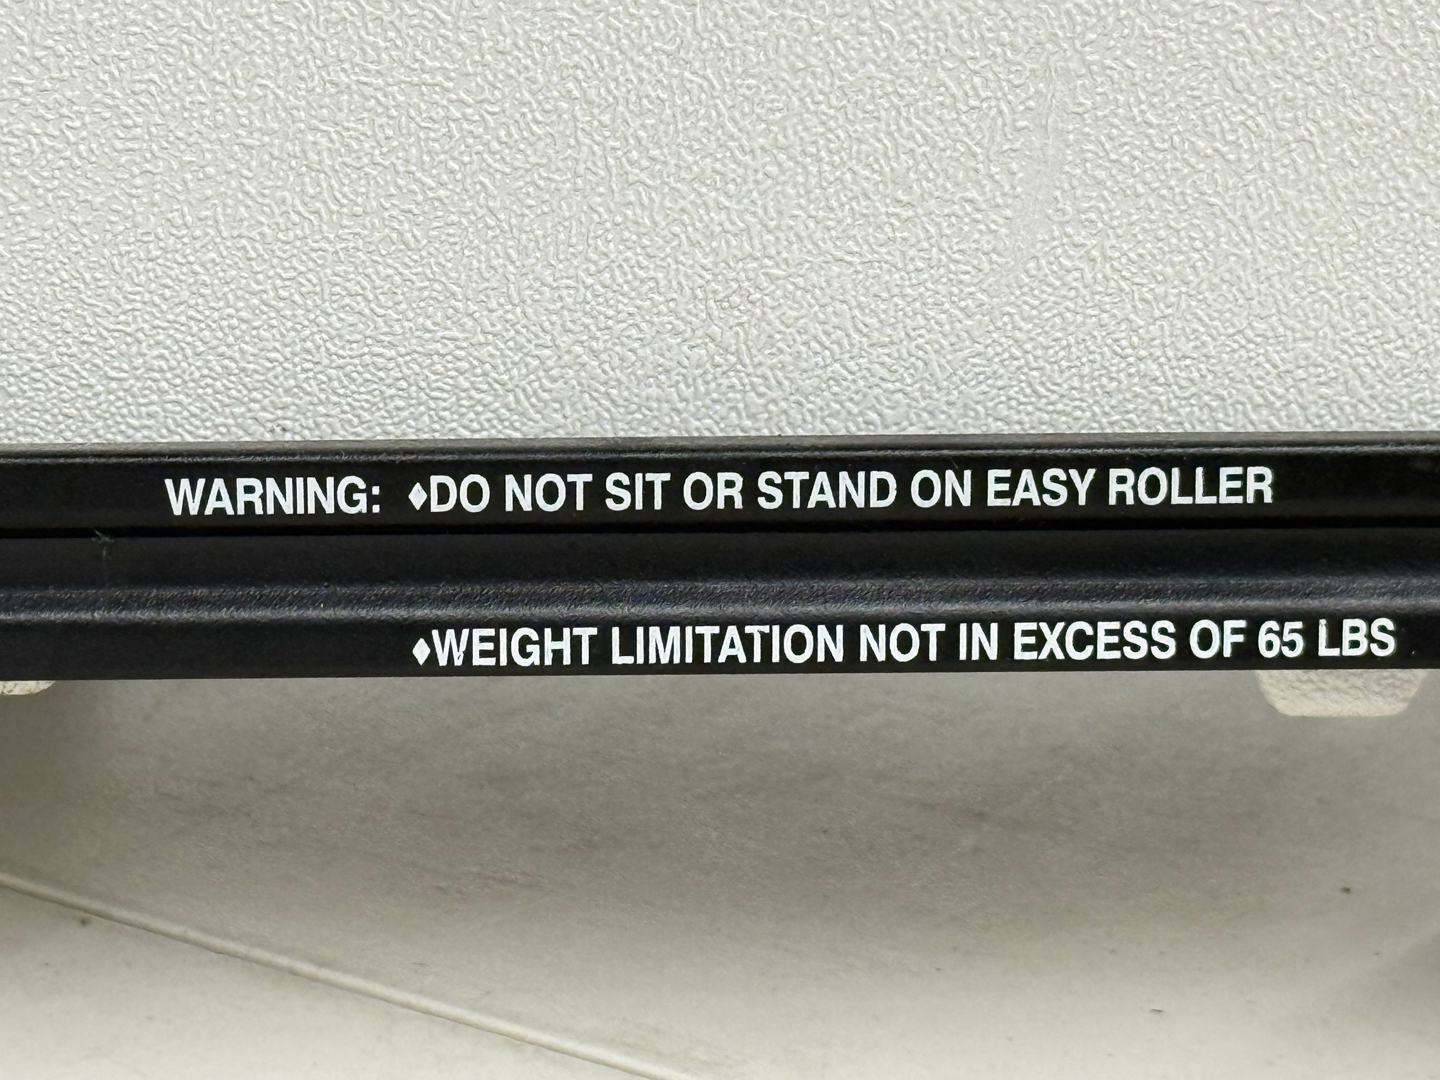 WARNING: ♦DO NOT SIT OR STAND ON EASY ROLLER
♦WEIGHT LIMITATION NOT IN EXCESS OF 65 LBS